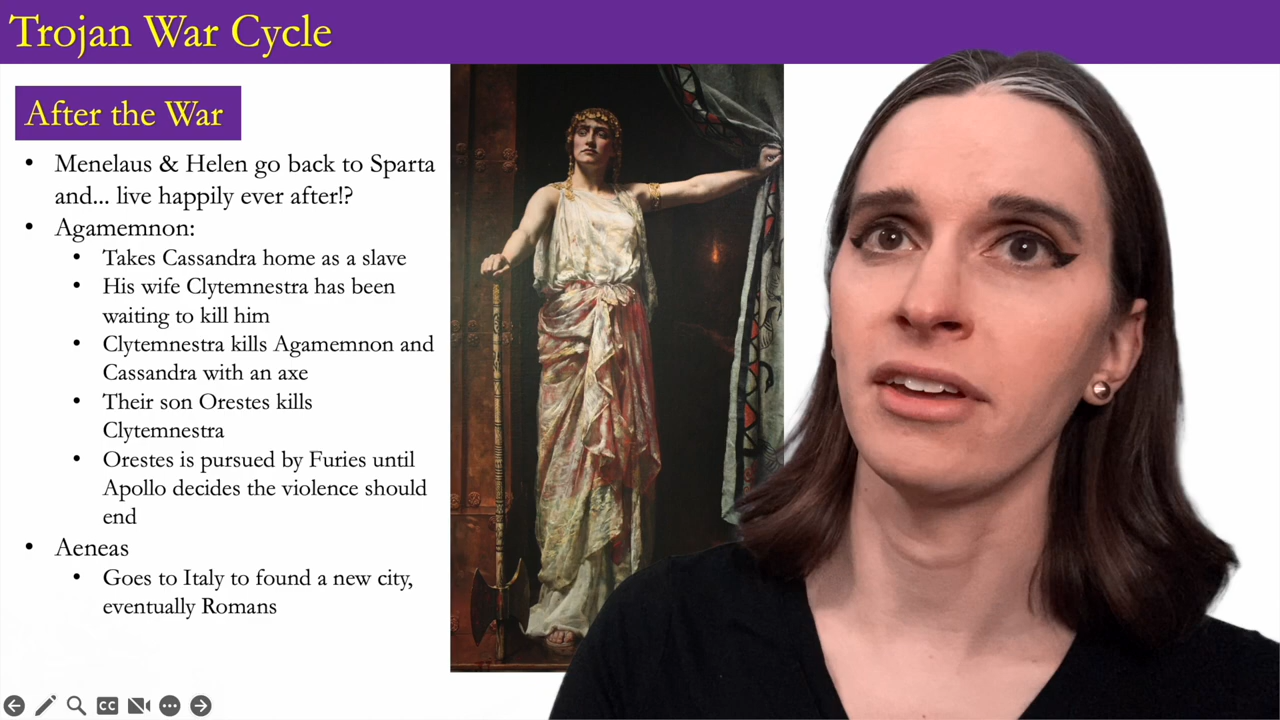 Trojan War Cycle
After the War
• Menelaus & Helen go back to Sparta
and... live happily ever after!?
• Agamemnon:
• Takes Cassandra home as a slave
• His wife Clytemnestra has been
waiting to kill him
• Clytemnestra kills Agamemnon and
Cassandra with an axe
• Their son Orestes kills
Clytemnestra
• Orestes is pursued by Furies until
Apollo decides the violence should
end
• Aeneas
• Goes to Italy to found a new city,
eventually Romans
CC